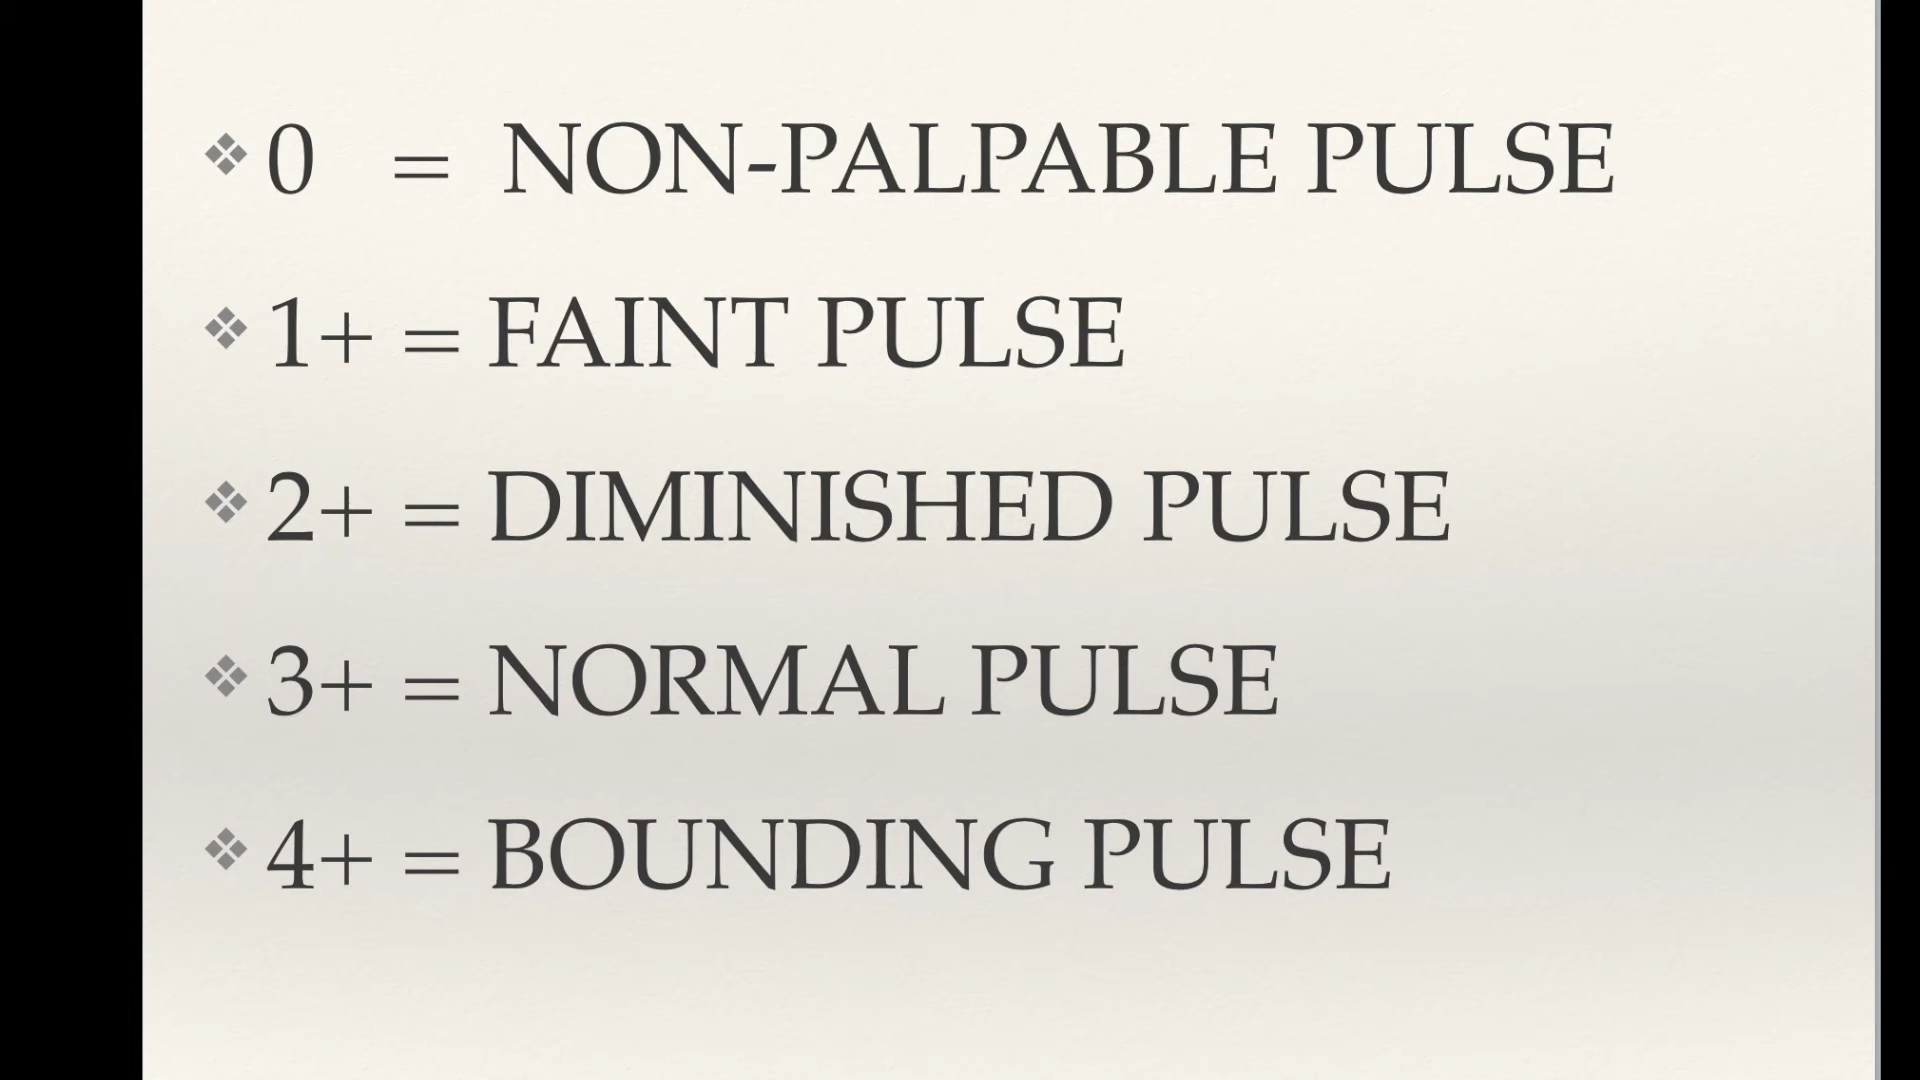 ❖ 0 = NON-PALPABLE PULSE
❖ 1+ = FAINT PULSE
❖ 2+ = DIMINISHED PULSE
❖ 3+ = NORMAL PULSE
❖ 4+ = BOUNDING PULSE